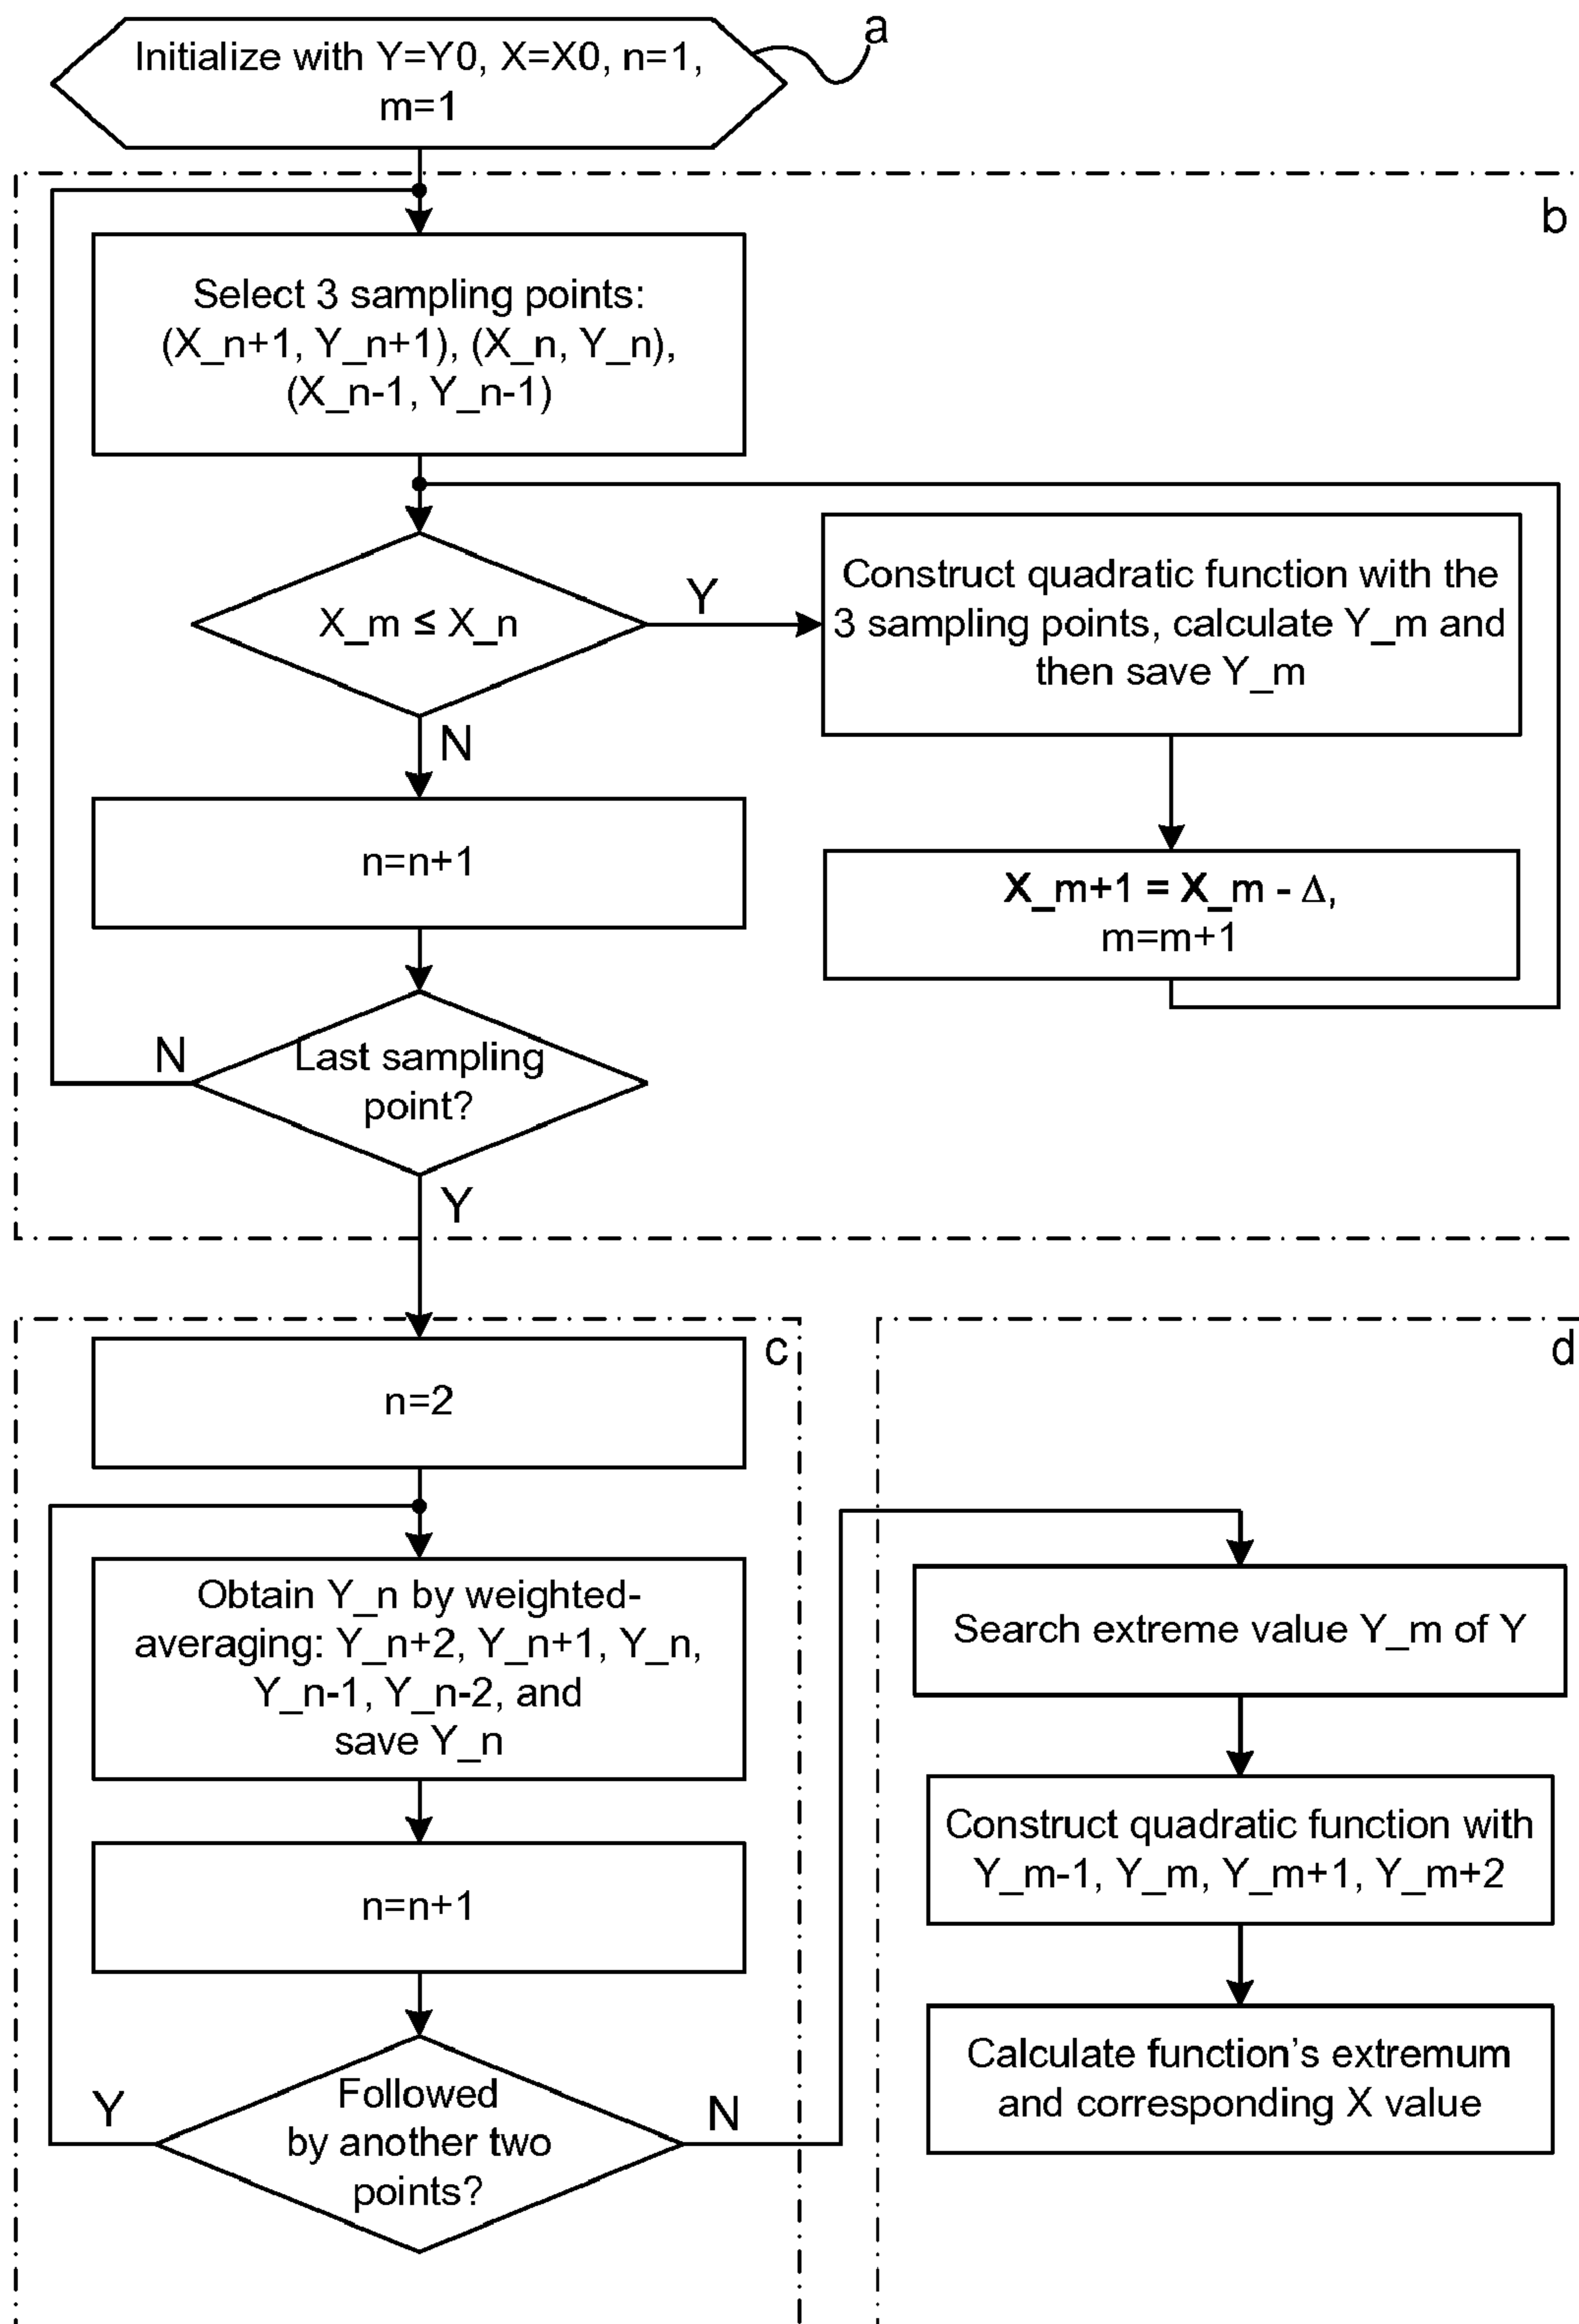 Initialize with Y=Y0, X=X0, n=1,
m=1
a
b
Select 3 sampling points:
(X_n+1, Y_n+1), (X_n, Y_n),
(X_n-1, Y_n-1)
X_m ≤ X_n
Y
Construct quadratic function with the
3 sampling points, calculate Y_m and
then save Y_m
N
n=n+1
X_m+1 = X_m - Δ,
m=m+1
Last sampling
point?
N
Y
c
n=2
Obtain Y_n by weighted-
averaging: Y_n+2, Y_n+1, Y_n,
Y_n-1, Y_n-2, and
save Y_n
n=n+1
Followed
by another two
points?
Y
N
d
Search extreme value Y_m of Y
Construct quadratic function with
Y_m-1, Y_m, Y_m+1, Y_m+2
Calculate function's extremum
and corresponding X value